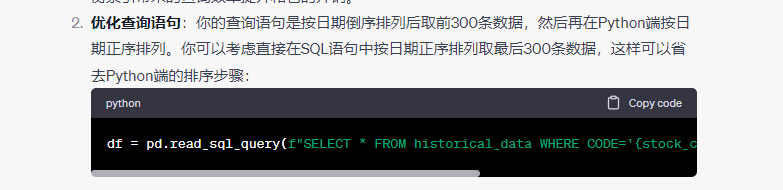 2. 优化查询语句：你的查询语句是按日期倒序排列后取前300条数据，然后再在Python端按日
期正序排列。你可以考虑直接在SQL语句中按日期正序排列取最后300条数据，这样可以省
去Python端的排序步骤：
python Copy code
df = pd.read_sql_query(f"SELECT * FROM historical_data WHERE CODE='{stock_c